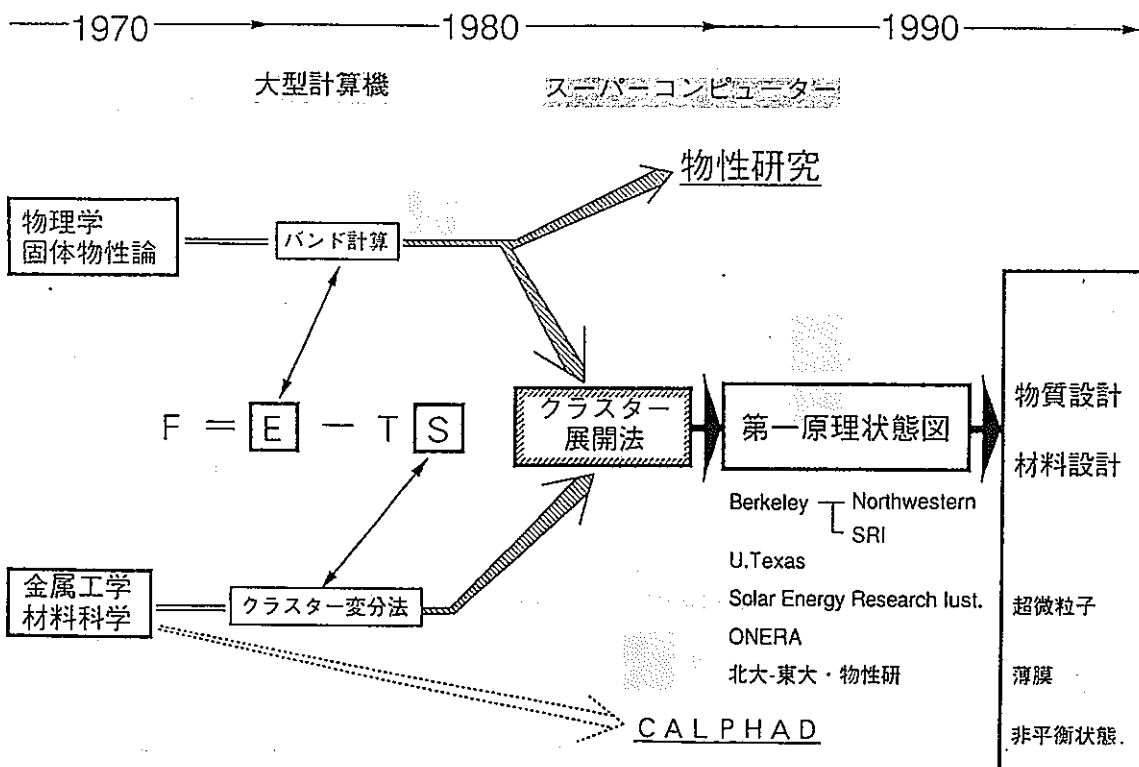 1970 1980 1990
大型計算機 スーパーコンピューター
物性研究
物理学
固体物性論
バンド計算
F = E - T S
クラスター
展開法
第一原理状態図
物質設計
材料設計
Berkeley Northwestern
SRI
U.Texas
金属工学
材料科学
クラスター変分法
Solar Energy Research lust.
超微粒子
ONERA
北大-東大・物性研
薄膜
CALPHAD
非平衡状態.